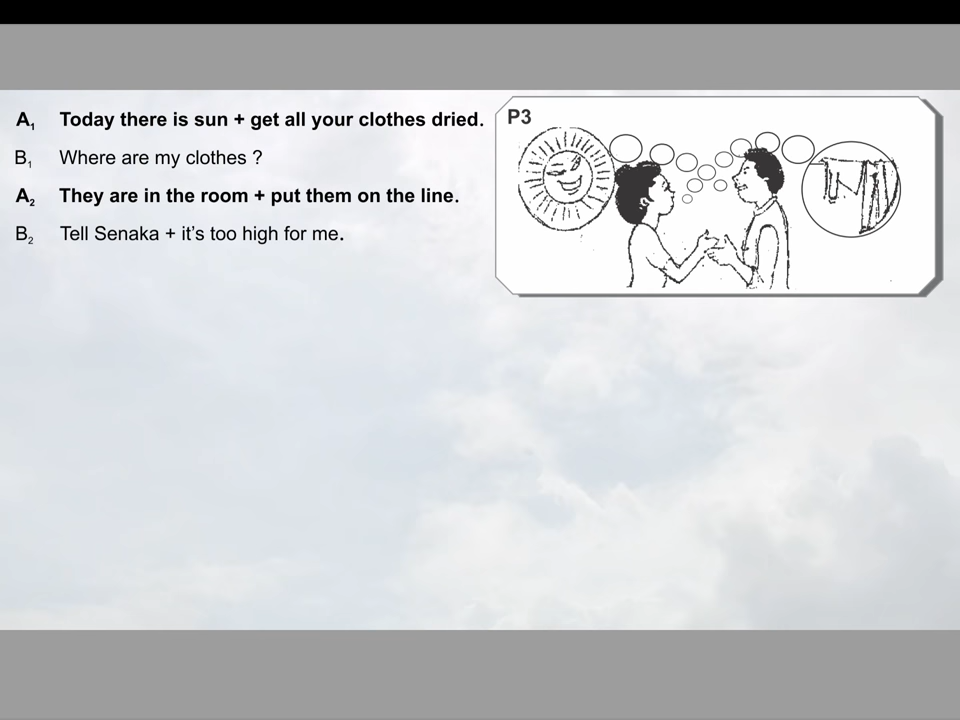 A1 Today there is sun + get all your clothes dried.
B1 Where are my clothes ?
A2 They are in the room + put them on the line.
B2 Tell Senaka + it's too high for me.
P3